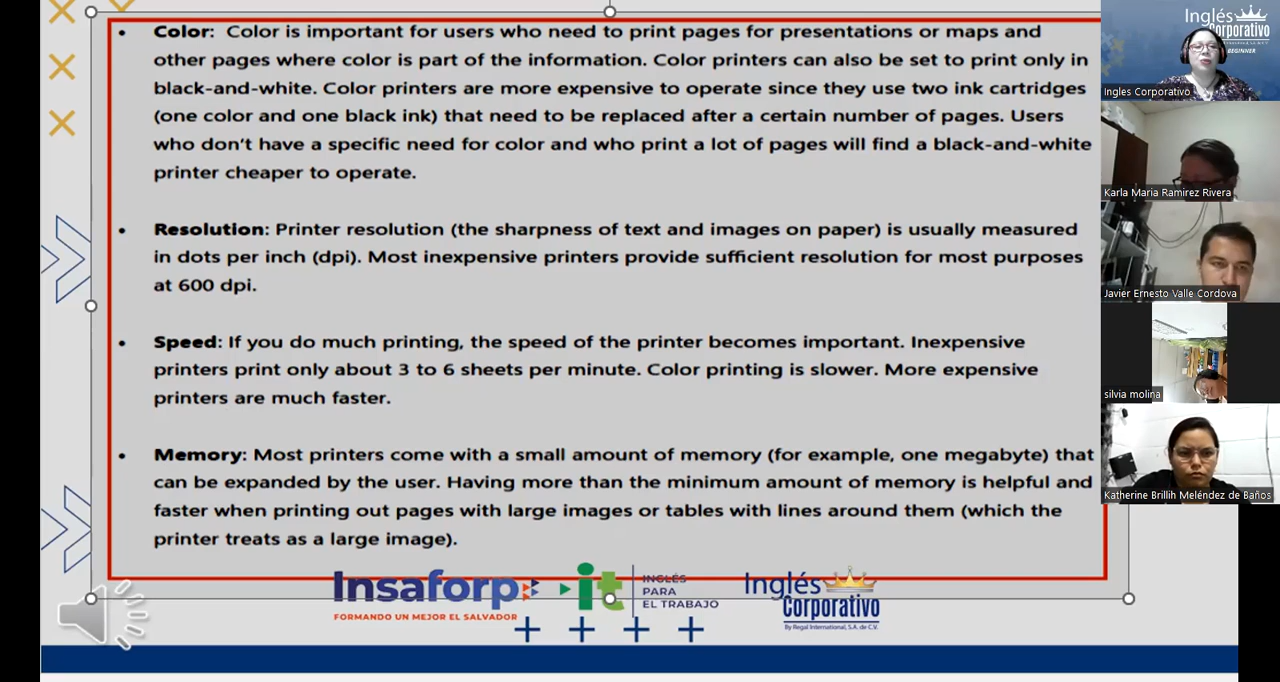 • Color: Color is important for users who need to print pages for presentations or maps and
other pages where color is part of the information. Color printers can also be set to print only in
black-and-white. Color printers are more expensive to operate since they use two ink cartridges
(one color and one black ink) that need to be replaced after a certain number of pages. Users
who don't have a specific need for color and who print a lot of pages will find a black-and-white
printer cheaper to operate.
• Resolution: Printer resolution (the sharpness of text and images on paper) is usually measured
in dots per inch (dpi). Most inexpensive printers provide sufficient resolution for most purposes
at 600 dpi.
• Speed: If you do much printing, the speed of the printer becomes important. Inexpensive
printers print only about 3 to 6 sheets per minute. Color printing is slower. More expensive
printers are much faster.
• Memory: Most printers come with a small amount of memory (for example, one megabyte) that
can be expanded by the user. Having more than the minimum amount of memory is helpful and
faster when printing out pages with large images or tables with lines around them (which the
printer treats as a large image).
Insaforp
FORMANDO UN MEJOR EL SALVADOR
it
INGLÉS
PARA
EL TRABAJO
Inglés
Corporativo
By Regal International, S.A. de C.V.
Inglés
Corporativo
BEGINNER
Ingles Corporativo
Karla Maria Ramirez Rivera
Javier Ernesto Valle Cordova
silvia molina
Katherine Brillih Meléndez de Baños